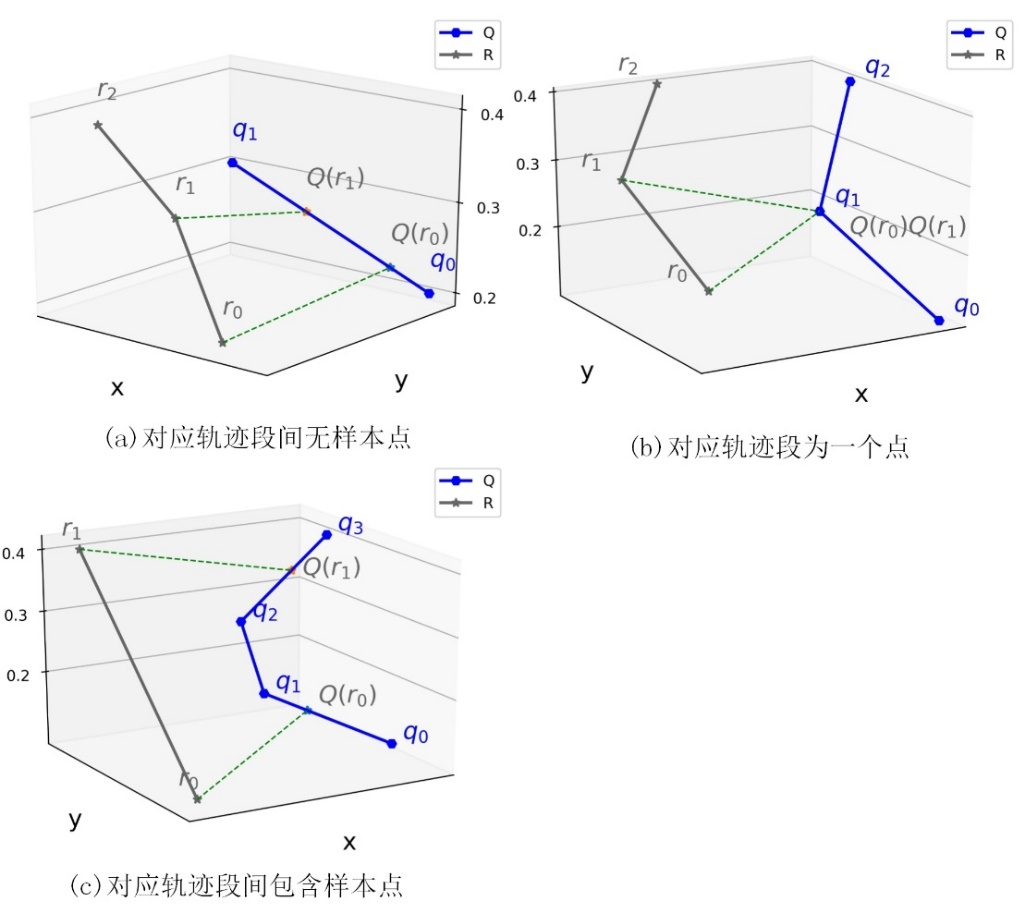 Q
R
r₂
q₁
r₁
Q(r₁)
Q(r₀)
q₀
r₀
0.4
0.3
0.2
x
y
(a)对应轨迹段间无样本点
Q
R
r₂
q₂
0.4
0.3
0.2
r₁
q₁
Q(r₀)Q(r₁)
r₀
q₀
y
x
(b)对应轨迹段为一个点
Q
R
r₁
q₃
0.4
0.3
0.2
Q(r₁)
q₂
q₁
Q(r₀)
q₀
r₀
y
x
(c)对应轨迹段间包含样本点